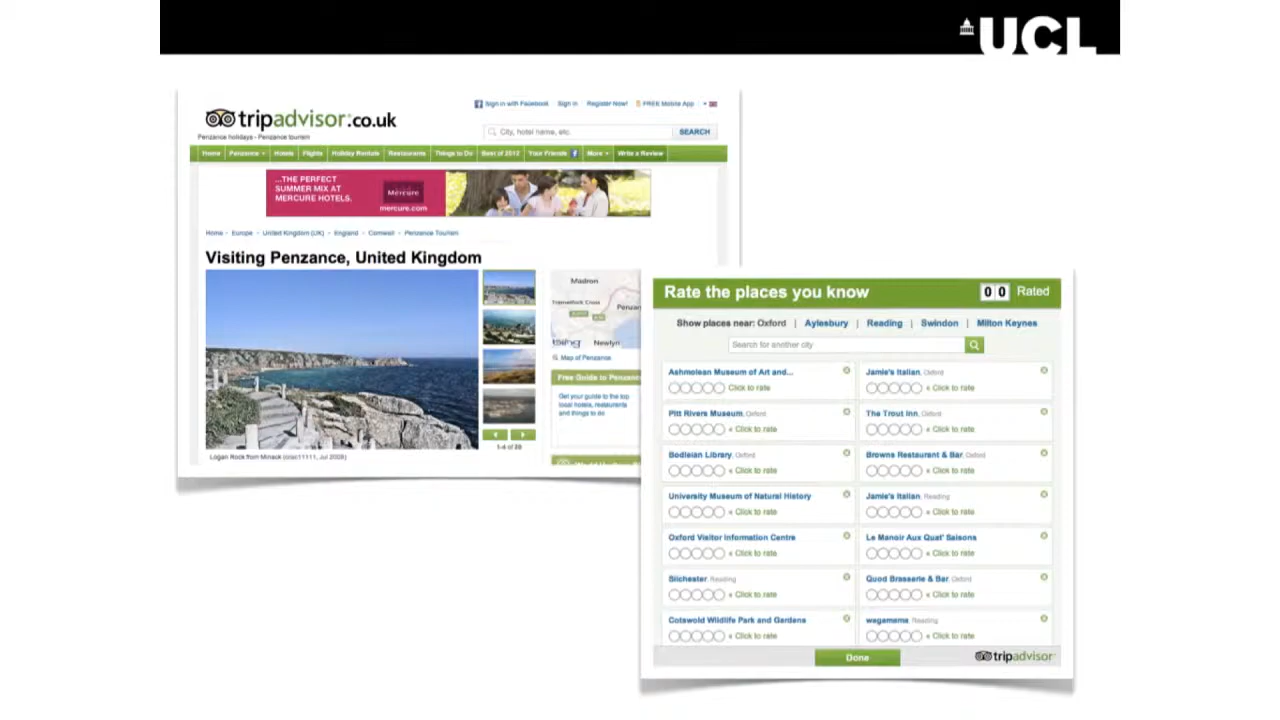 UCL
Sign in with Facebook Sign in Register Now! FREE Mobile App
tripadvisor.co.uk
Penzance holidays - Penzance tourism
City, hotel name, etc. SEARCH
Home Penzance Hotels Flights Holiday Rentals Restaurants Things to Do Best of 2012 Your Friends More Write a Review
...THE PERFECT
SUMMER MIX AT
MERCURE HOTELS.
Mercure
mercure.com
Home Europe United Kingdom (UK) England Cornwall Penzance Tourism
Visiting Penzance, United Kingdom
Madron
Penzan
bing Newlyn
Map of Penzance
Free Guide to Penzance
Get your guide to the top
local hotels, restaurants
and things to do
1-4 of 39
Logan Rock from Minack
Rate the places you know 0 0 Rated
Show places near: Oxford | Aylesbury | Reading | Swindon | Milton Keynes
Search for another city
Ashmolean Museum of Art and...
Click to rate
Jamie's Italian, Oxford
« Click to rate
Pitt Rivers Museum, Oxford
« Click to rate
The Trout Inn, Oxford
« Click to rate
Bodleian Library, Oxford
« Click to rate
Browns Restaurant & Bar, Oxford
« Click to rate
University Museum of Natural History
« Click to rate
Jamie's Italian, Reading
« Click to rate
Oxford Visitor Information Centre
« Click to rate
Le Manoir Aux Quat' Saisons
« Click to rate
Silchester, Reading
« Click to rate
Quod Brasserie & Bar, Oxford
« Click to rate
Cotswold Wildlife Park and Gardens
« Click to rate
wagamama, Reading
« Click to rate
Done
tripadvisor